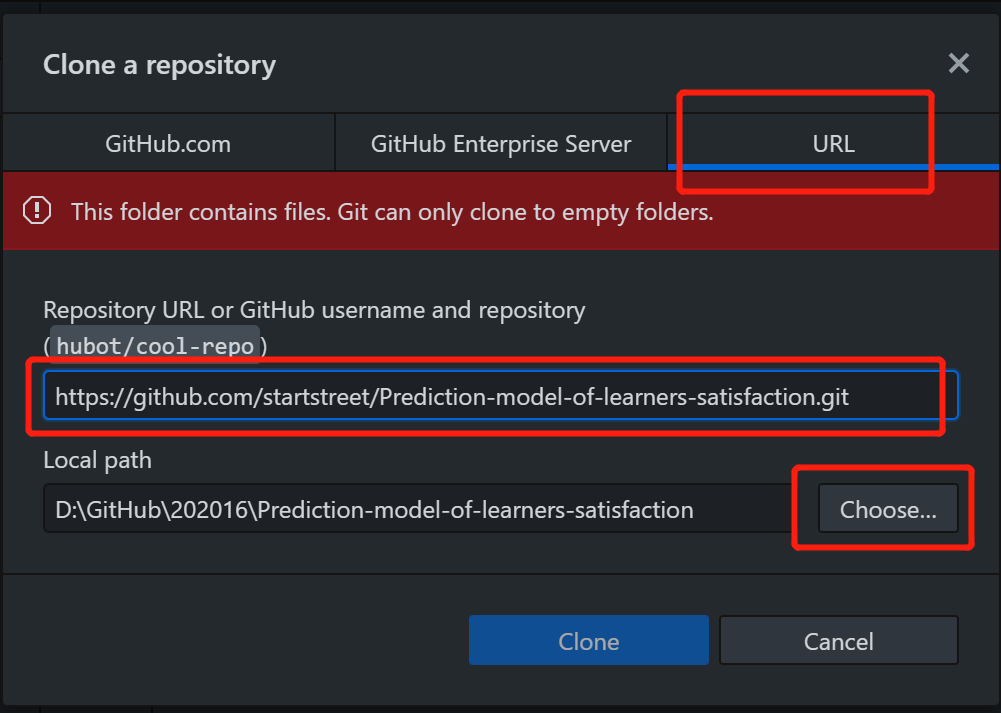 Clone a repository
GitHub.com
GitHub Enterprise Server
URL
This folder contains files. Git can only clone to empty folders.
Repository URL or GitHub username and repository
(hubot/cool-repo)
https://github.com/startstreet/Prediction-model-of-learners-satisfaction.git
Local path
D:\GitHub\202016\Prediction-model-of-learners-satisfaction
Choose...
Clone
Cancel